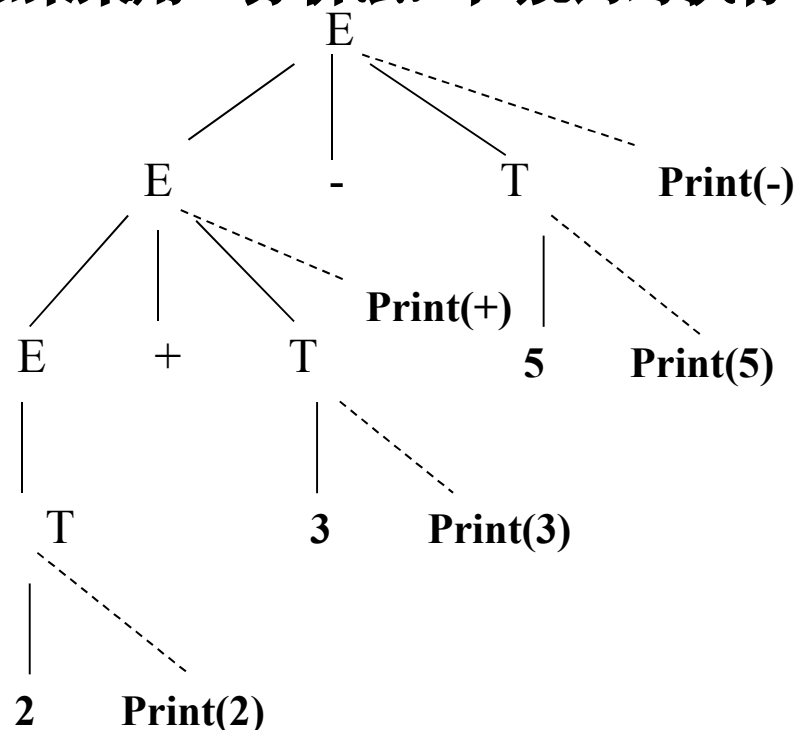 E
E - T Print(-)
Print(+)
E + T 5 Print(5)
T 3 Print(3)
2 Print(2)